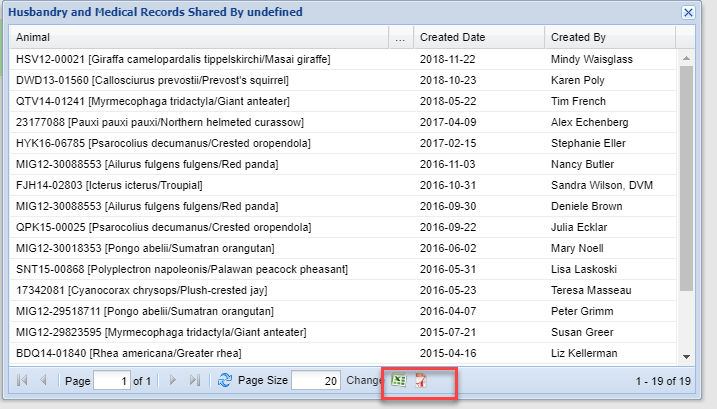 Husbandry and Medical Records Shared By undefined
Animal ... Created Date Created By
HSV12-00021 [Giraffa camelopardalis tippelskirchi/Masai giraffe] 2018-11-22 Mindy Waisglass
DWD13-01560 [Callosciurus prevostii/Prevost's squirrel] 2018-10-23 Karen Poly
QTV14-01241 [Myrmecophaga tridactyla/Giant anteater] 2018-05-22 Tim French
23177088 [Pauxi pauxi pauxi/Northern helmeted curassow] 2017-04-09 Alex Echenberg
HYK16-06785 [Psarocolius decumanus/Crested oropendola] 2017-02-15 Stephanie Eller
MIG12-30088553 [Ailurus fulgens fulgens/Red panda] 2016-11-03 Nancy Butler
FJH14-02803 [Icterus icterus/Troupial] 2016-10-31 Sandra Wilson, DVM
MIG12-30088553 [Ailurus fulgens fulgens/Red panda] 2016-09-30 Deniele Brown
QPK15-00025 [Psarocolius decumanus/Crested oropendola] 2016-09-22 Julia Ecklar
MIG12-30018353 [Pongo abelii/Sumatran orangutan] 2016-06-02 Mary Noell
SNT15-00868 [Polyplectron napoleonis/Palawan peacock pheasant] 2016-05-31 Lisa Laskoski
17342081 [Cyanocorax chrysops/Plush-crested jay] 2016-05-23 Teresa Masseau
MIG12-29518711 [Pongo abelii/Sumatran orangutan] 2016-04-07 Peter Grimm
MIG12-29823595 [Myrmecophaga tridactyla/Giant anteater] 2015-07-21 Susan Greer
BDQ14-01840 [Rhea americana/Greater rhea] 2015-04-16 Liz Kellerman
Page 1 of 1 Page Size 20 Change 1 - 19 of 19